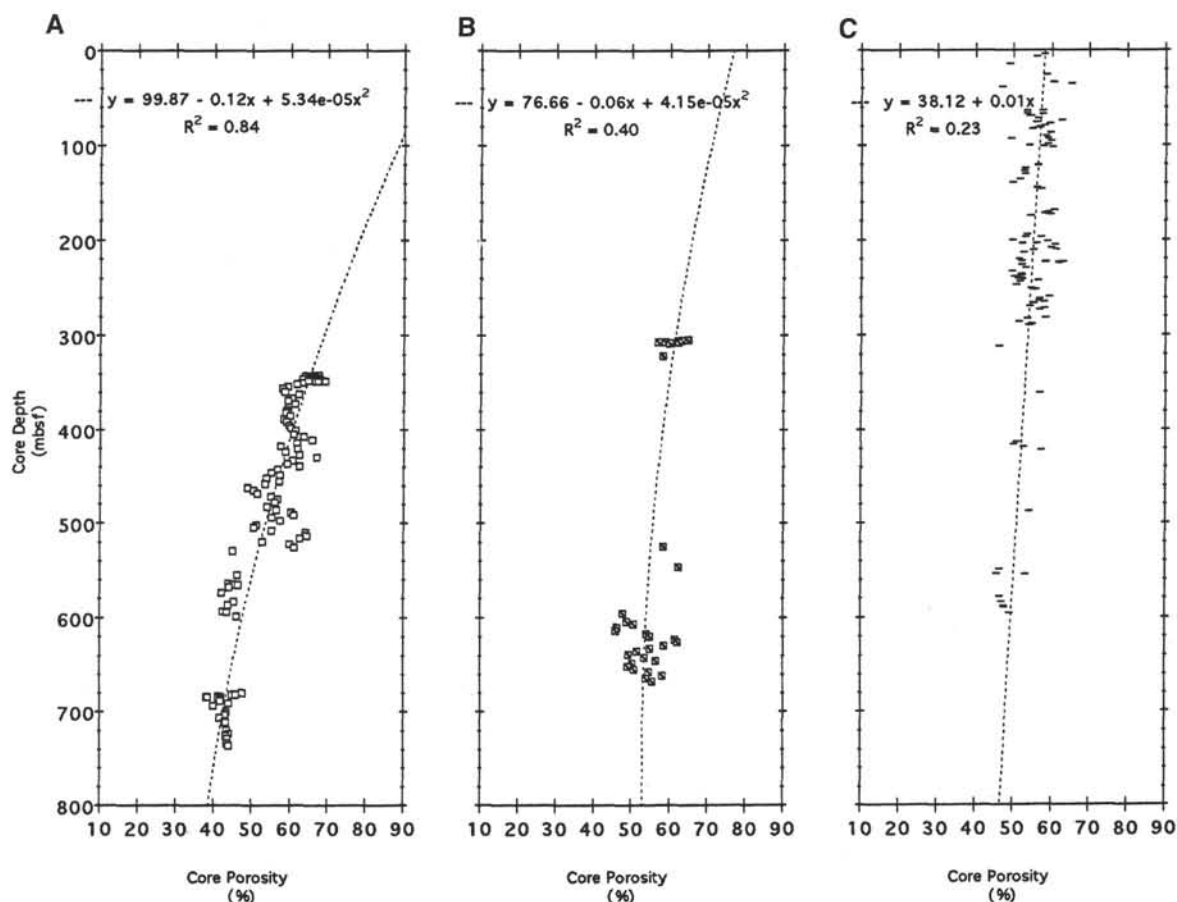 A
--- y = 99.87 - 0.12x + 5.34e-05x²
R² = 0.84
0
100
200
300
400
500
600
700
800
Core Depth
(mbsf)
10 20 30 40 50 60 70 80 90
Core Porosity
(%)
B
--- y = 76.66 - 0.06x + 4.15e-05x²
R² = 0.40
10 20 30 40 50 60 70 80 90
Core Porosity
(%)
C
--- y = 38.12 + 0.01x
R² = 0.23
10 20 30 40 50 60 70 80 90
Core Porosity
(%)